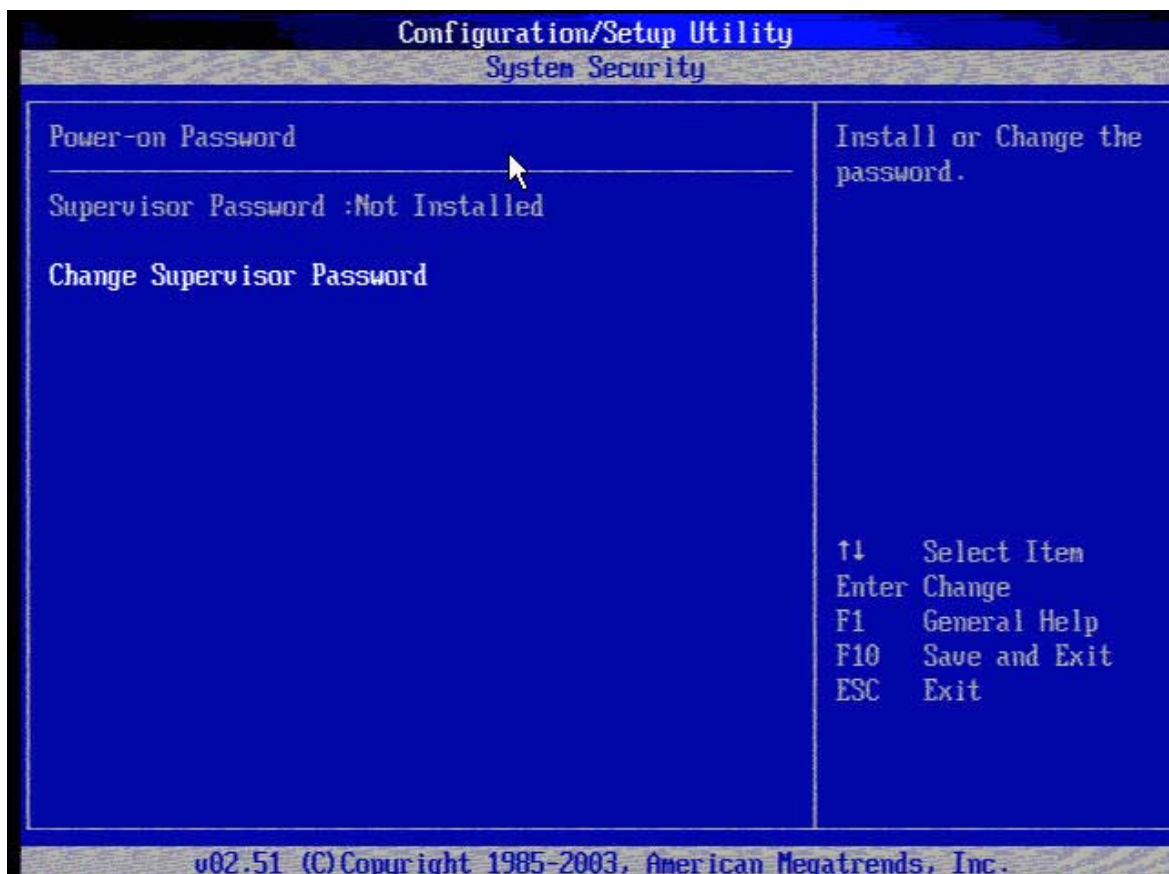 Configuration/Setup Utility
System Security
Power-on Password
Supervisor Password :Not Installed
Change Supervisor Password
Install or Change the
password.
↑↓ Select Item
Enter Change
F1 General Help
F10 Save and Exit
ESC Exit
v02.51 (C)Copyright 1985-2003, American Megatrends, Inc.